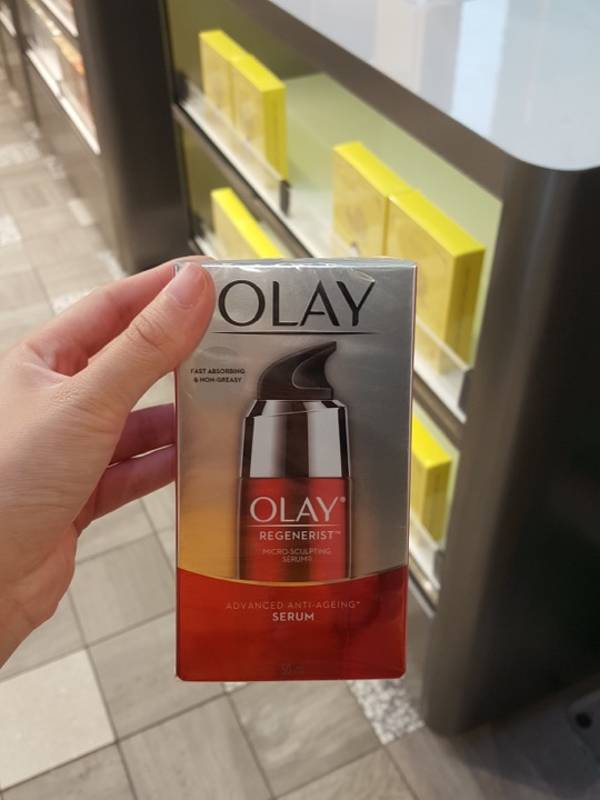 OLAY
FAST ABSORBING
& NON-GREASY
OLAY®
REGENERIST™
MICRO-SCULPTING
SERUM
ADVANCED ANTI-AGEING*
SERUM